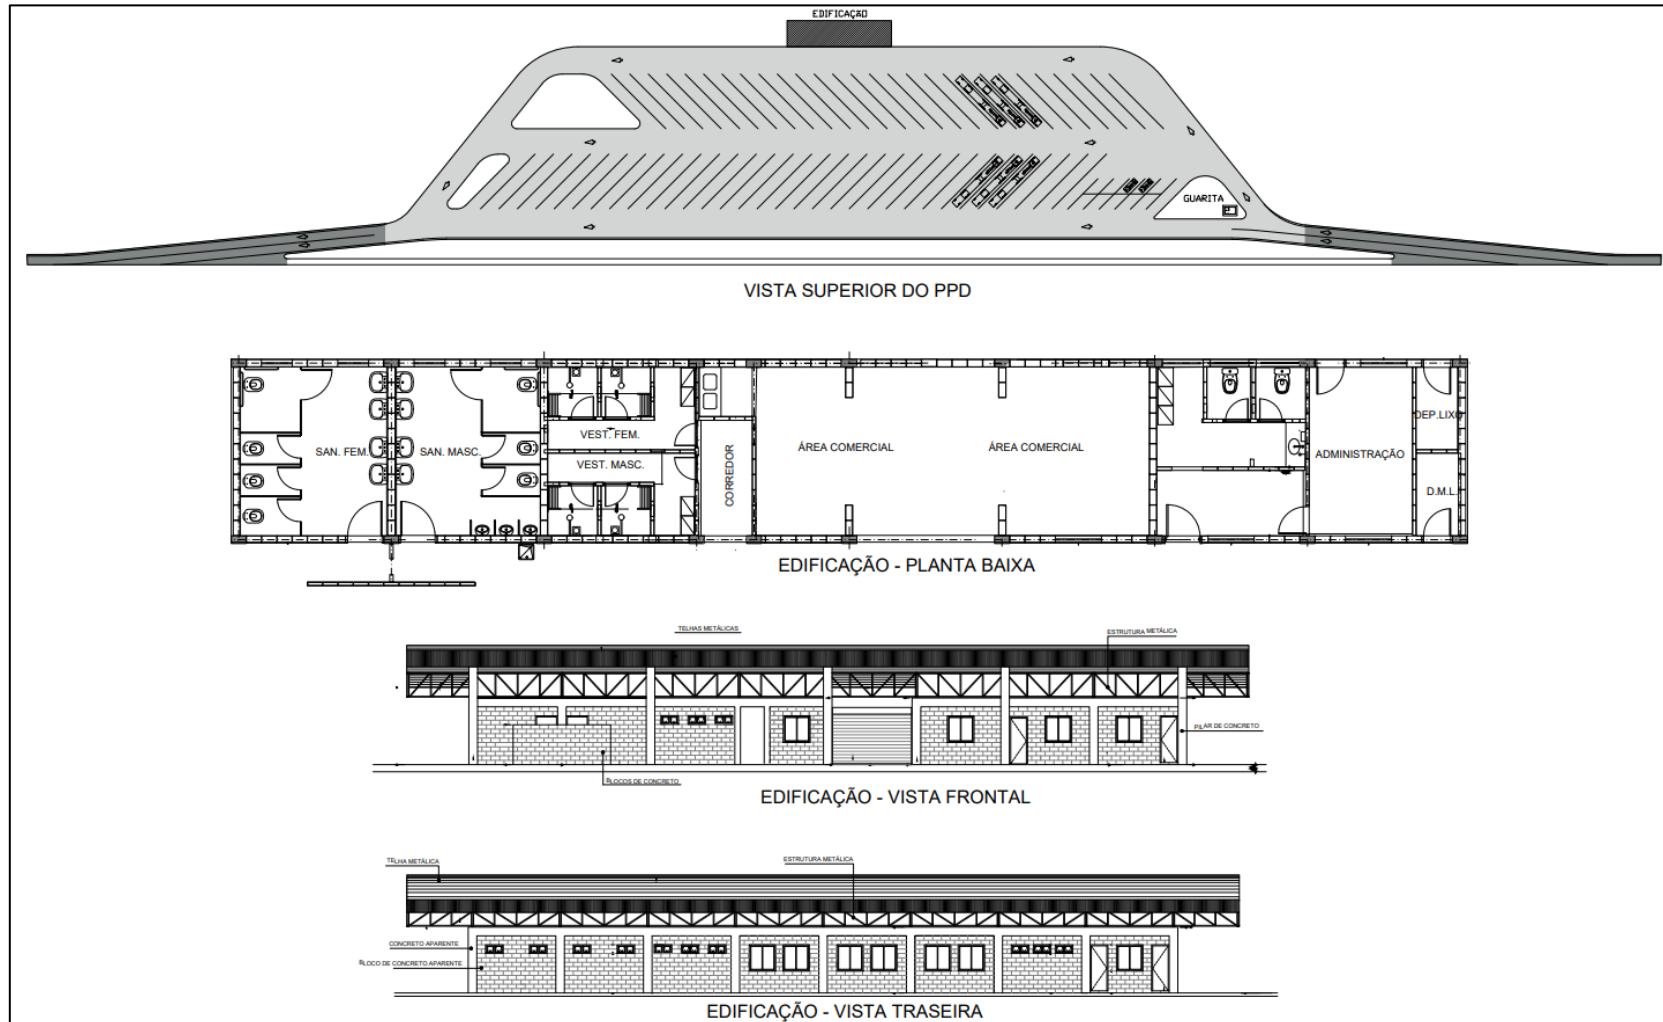 EDIFICAÇÃO
GUARITA
VISTA SUPERIOR DO PPD
SAN. FEM.
SAN. MASC.
VEST. FEM.
VEST. MASC.
CORREDOR
ÁREA COMERCIAL
ÁREA COMERCIAL
ADMINISTRAÇÃO
DEP.LIXO
D.M.L.
EDIFICAÇÃO - PLANTA BAIXA
TELHAS METÁLICAS
ESTRUTURA METÁLICA
PILAR DE CONCRETO
BLOCOS DE CONCRETO
EDIFICAÇÃO - VISTA FRONTAL
TELHA METÁLICA
ESTRUTURA METÁLICA
CONCRETO APARENTE
BLOCO DE CONCRETO APARENTE
EDIFICAÇÃO - VISTA TRASEIRA